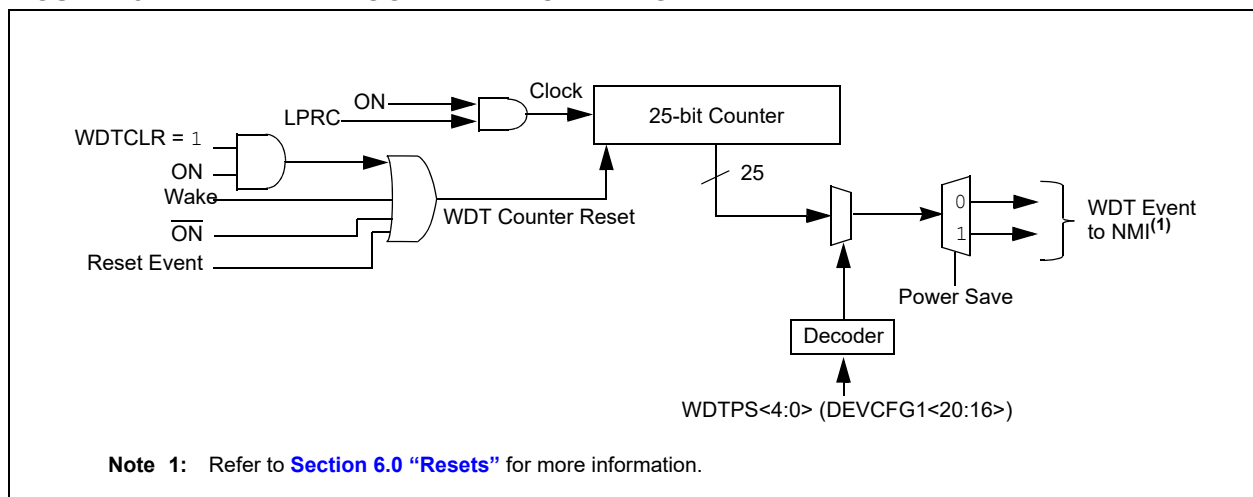 ON
LPRC
Clock
25-bit Counter
WDTCLR = 1
ON
Wake
ON
Reset Event
WDT Counter Reset
25
0
1
WDT Event
to NMI(1)
Power Save
Decoder
WDTPS<4:0> (DEVCFG1<20:16>)
Note 1: Refer to Section 6.0 “Resets” for more information.